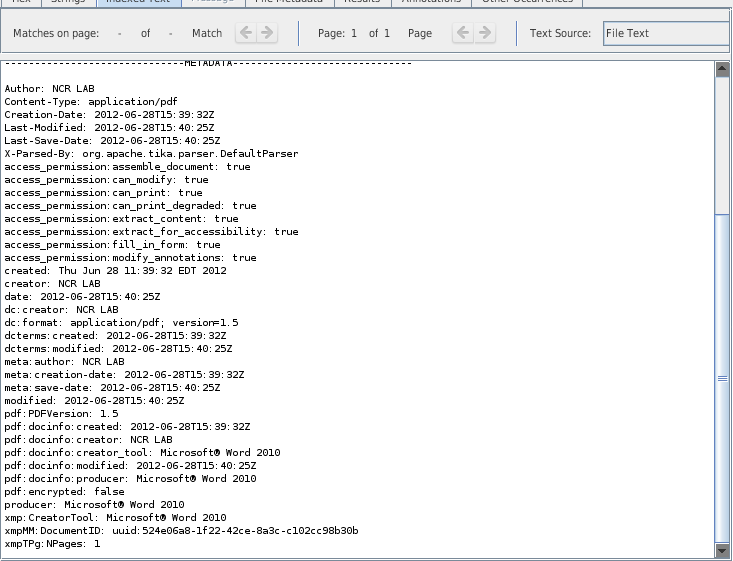 Hex Strings Indexed Text Message File Metadata Results Annotations Other Occurrences
Matches on page: - of - Match Page: 1 of 1 Page Text Source: File Text
------------------------------METADATA------------------------------
Author: NCR LAB
Content-Type: application/pdf
Creation-Date: 2012-06-28T15:39:32Z
Last-Modified: 2012-06-28T15:40:25Z
Last-Save-Date: 2012-06-28T15:40:25Z
X-Parsed-By: org.apache.tika.parser.DefaultParser
access_permission:assemble_document: true
access_permission:can_modify: true
access_permission:can_print: true
access_permission:can_print_degraded: true
access_permission:extract_content: true
access_permission:extract_for_accessibility: true
access_permission:fill_in_form: true
access_permission:modify_annotations: true
created: Thu Jun 28 11:39:32 EDT 2012
creator: NCR LAB
date: 2012-06-28T15:40:25Z
dc:creator: NCR LAB
dc:format: application/pdf; version=1.5
dcterms:created: 2012-06-28T15:39:32Z
dcterms:modified: 2012-06-28T15:40:25Z
meta:author: NCR LAB
meta:creation-date: 2012-06-28T15:39:32Z
meta:save-date: 2012-06-28T15:40:25Z
modified: 2012-06-28T15:40:25Z
pdf:PDFVersion: 1.5
pdf:docinfo:created: 2012-06-28T15:39:32Z
pdf:docinfo:creator: NCR LAB
pdf:docinfo:creator_tool: Microsoft® Word 2010
pdf:docinfo:modified: 2012-06-28T15:40:25Z
pdf:docinfo:producer: Microsoft® Word 2010
pdf:encrypted: false
producer: Microsoft® Word 2010
xmp:CreatorTool: Microsoft® Word 2010
xmpMM:DocumentID: uuid:524e06a8-1f22-42ce-8a3c-c102cc98b30b
xmpTPg:NPages: 1